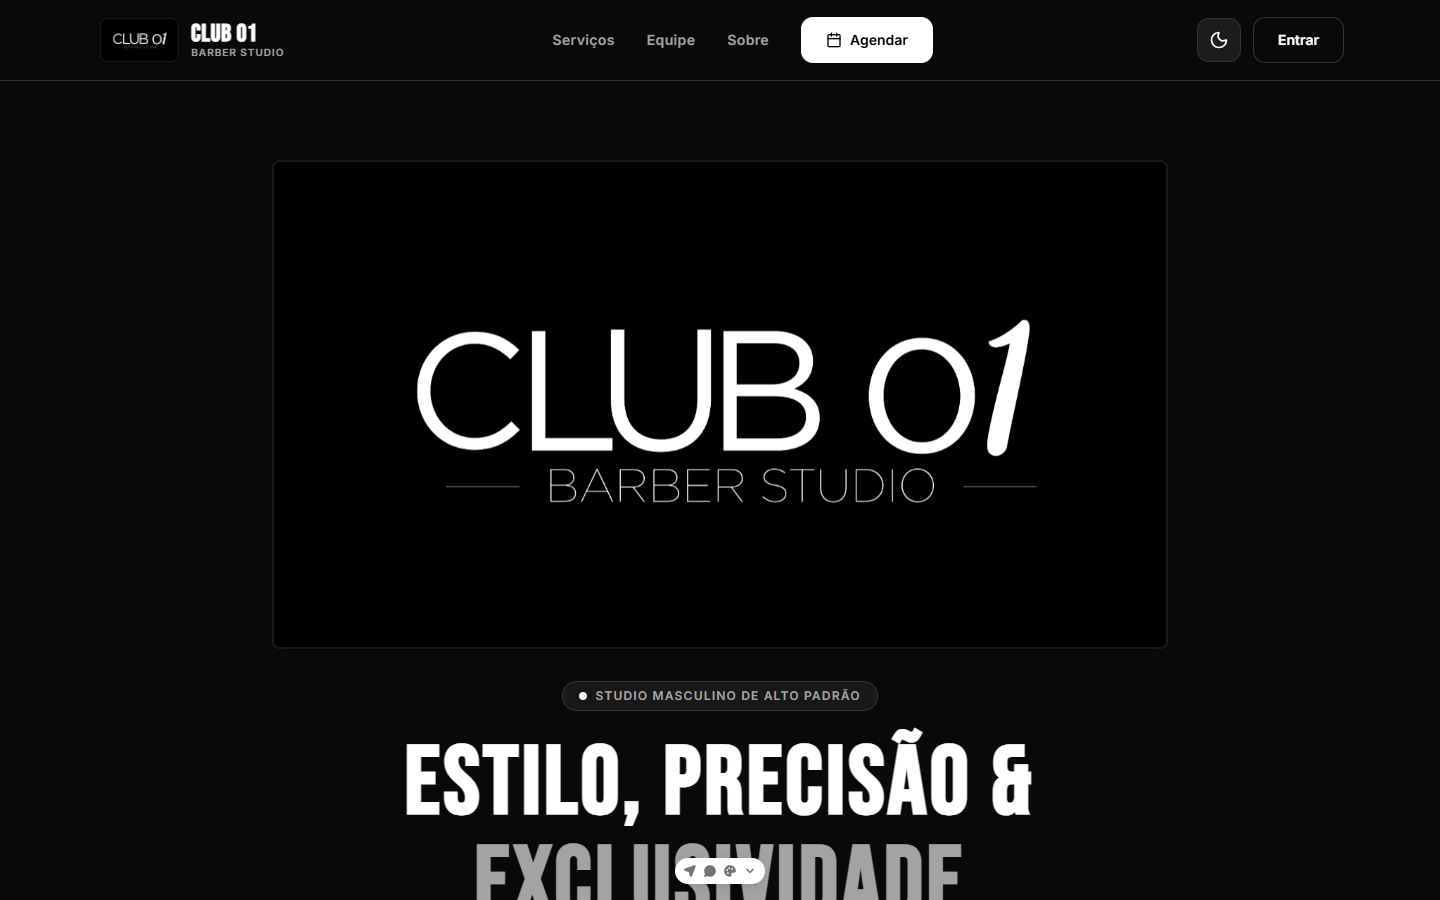 CLUB 01
CLUB 01
BARBER STUDIO
Serviços
Equipe
Sobre
Agendar
Entrar
CLUB 01
BARBER STUDIO
STUDIO MASCULINO DE ALTO PADRÃO
ESTILO, PRECISÃO &
EXCLUSIVIDADE